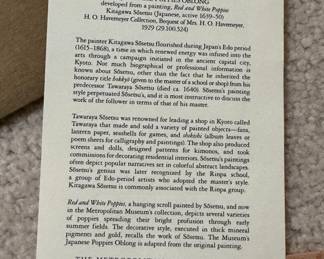 POPPIES OBLONG
developed from a painting, Red and White Poppies
Kitagawa Sōsetsu (Japanese, active 1639–50)
H. O. Havemeyer Collection, Bequest of Mrs. H. O. Havemeyer,
1929 (29.100.524)
The painter Kitagawa Sōsetsu flourished during Japan's Edo period
(1615–1868), a time in which renewed energy was infused into the
arts through a campaign initiated in the ancient capital city,
Kyoto. Not much biographical or professional information is
known about Sōsetsu, other than the fact that he inherited the
honorary title hokkyō (given to the master of a school or shop) from his
predecessor Tawaraya Sōsetsu (died ca. 1640). Sōsetsu's painting
style perpetuated Sōtatsu's, and it is most instructive to discuss
the work of the follower in terms of that of his master.
Tawaraya Sōtatsu was renowned for leading a shop in Kyoto called
Tawaraya that made and sold a variety of painted objects—fans,
lantern paper, seashells for games, and shikishi (album leaves or
poem sheets for calligraphy and paintings). The shop also produced
screens and dolls, designed patterns for kimonos, and took
commissions for decorating residential interiors. Sōtatsu's paintings
often depict popular narratives set in colorful abstract landscapes.
Sōtatsu's genius was later recognized by the Rinpa school,
a group of Edo-period artists who adopted the master's style.
Kitagawa Sōsetsu is commonly associated with the Rinpa group.
Red and White Poppies, a hanging scroll painted by Sōsetsu, and now
in the Metropolitan Museum's collection, depicts several varieties
of poppies spreading their bright profusion through early
summer fields. The decorative style, executed in thick mineral
pigments and gold, recalls the work of Sōtatsu. The Museum's
Japanese Poppies Oblong is adapted from the original painting.
THE METROPOLITAN